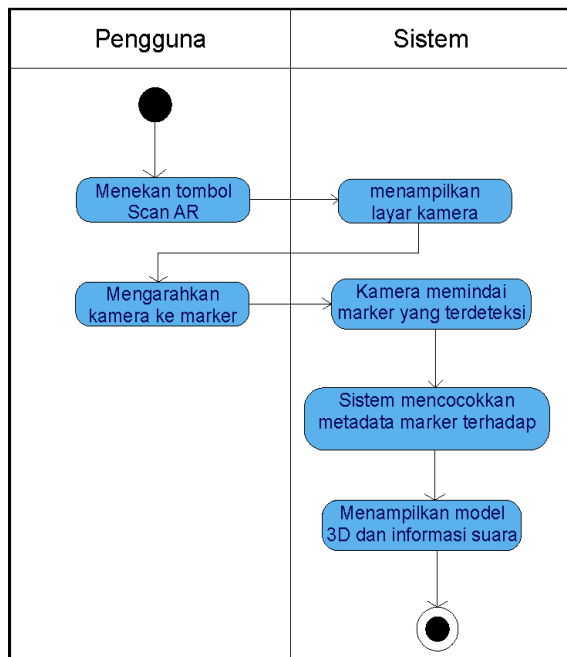 Pengguna
Sistem
Menekan tombol
Scan AR
menampilkan
layar kamera
Mengarahkan
kamera ke marker
Kamera memindai
marker yang terdeteksi
Sistem mencocokkan
metadata marker terhadap
Menampilkan model
3D dan informasi suara